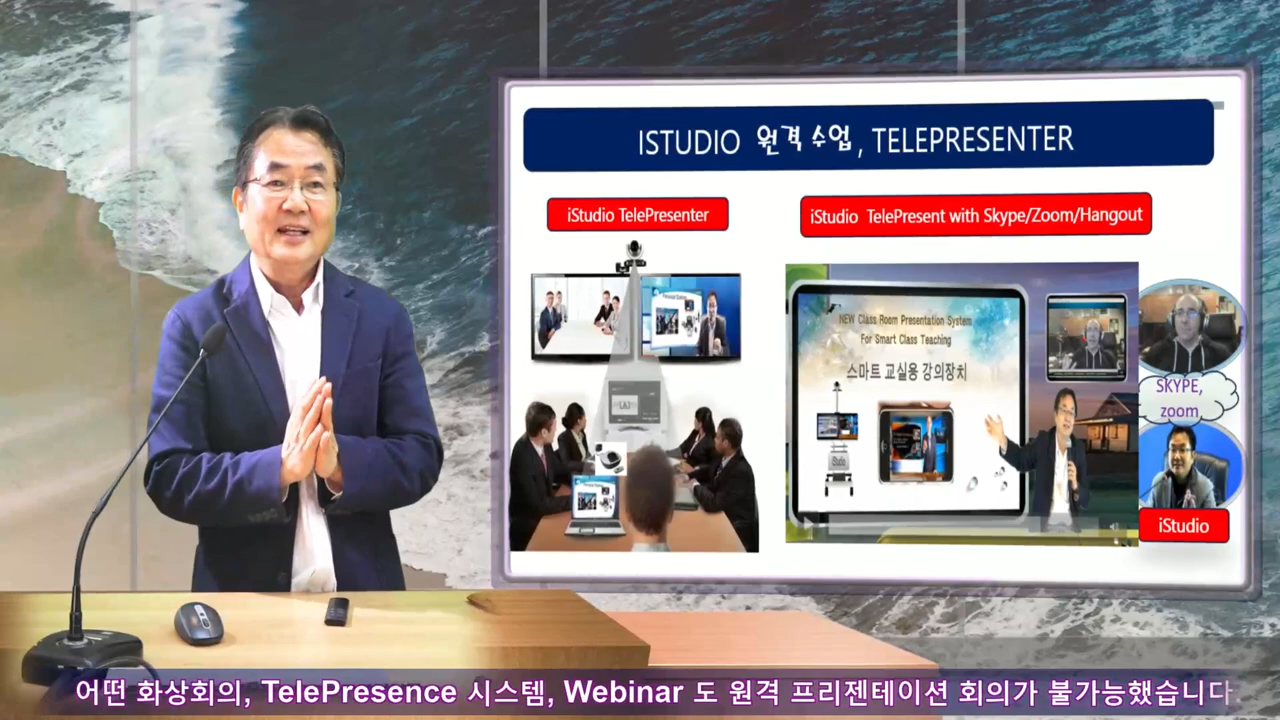 ISTUDIO 원격 수업, TELEPRESENTER
iStudio TelePresenter
iStudio TelePresent with Skype/Zoom/Hangout
NEW Class Room Presentation System
For Smart Class Teaching
스마트 교실용 강의장치
iStudio
SKYPE,
zoom
iStudio
어떤 화상회의, TelePresence 시스템, Webinar 도 원격 프리젠테이션 회의가 불가능했습니다.